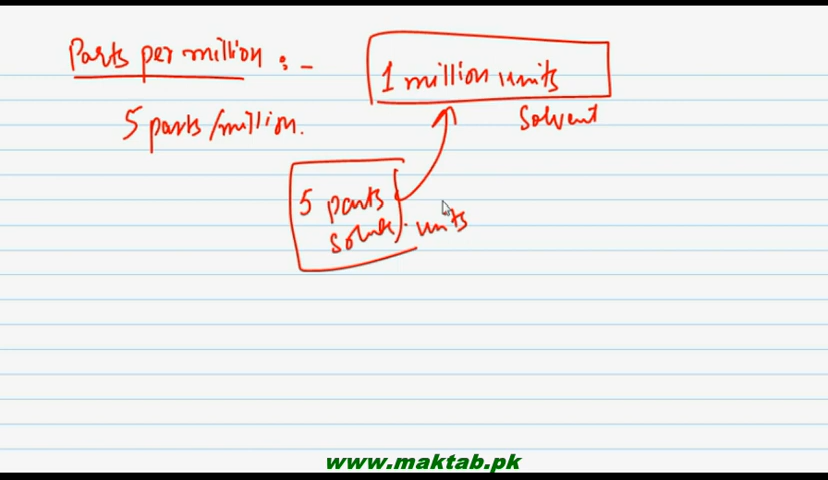 Parts per million :-
1 million units
Solvent
5 parts/million.
5 parts
Solute). units
www.maktab.pk